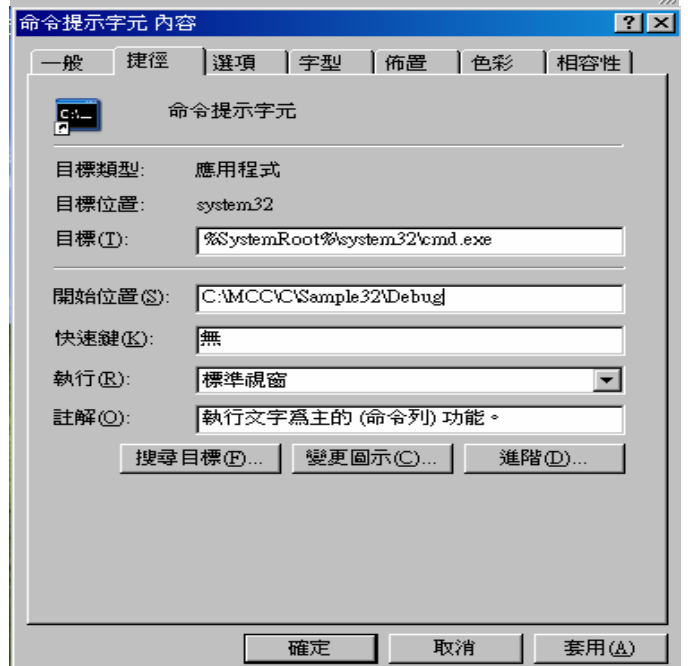 命令提示字元 內容
一般 捷徑 選項 字型 佈置 色彩 相容性
C:\_
命令提示字元
目標類型: 應用程式
目標位置: system32
目標(T): %SystemRoot%\system32\cmd.exe
開始位置(S): C:\MCC\C\Sample32\Debug
快速鍵(K): 無
執行(R): 標準視窗
註解(O): 執行文字為主的 (命令列) 功能。
搜尋目標(F)... 變更圖示(C)... 進階(D)...
確定 取消 套用(A)